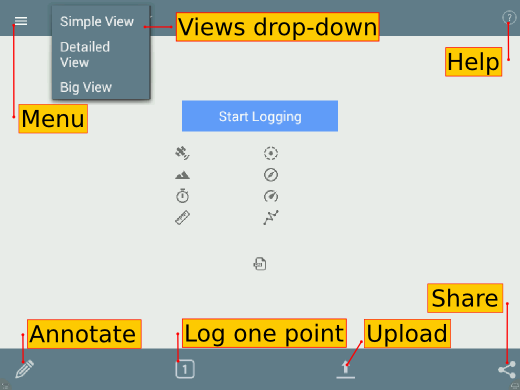 Simple View
Views drop-down
Detailed
View
Help
Big View
Menu
Start Logging
Share
Annotate
Log one point
Upload
1